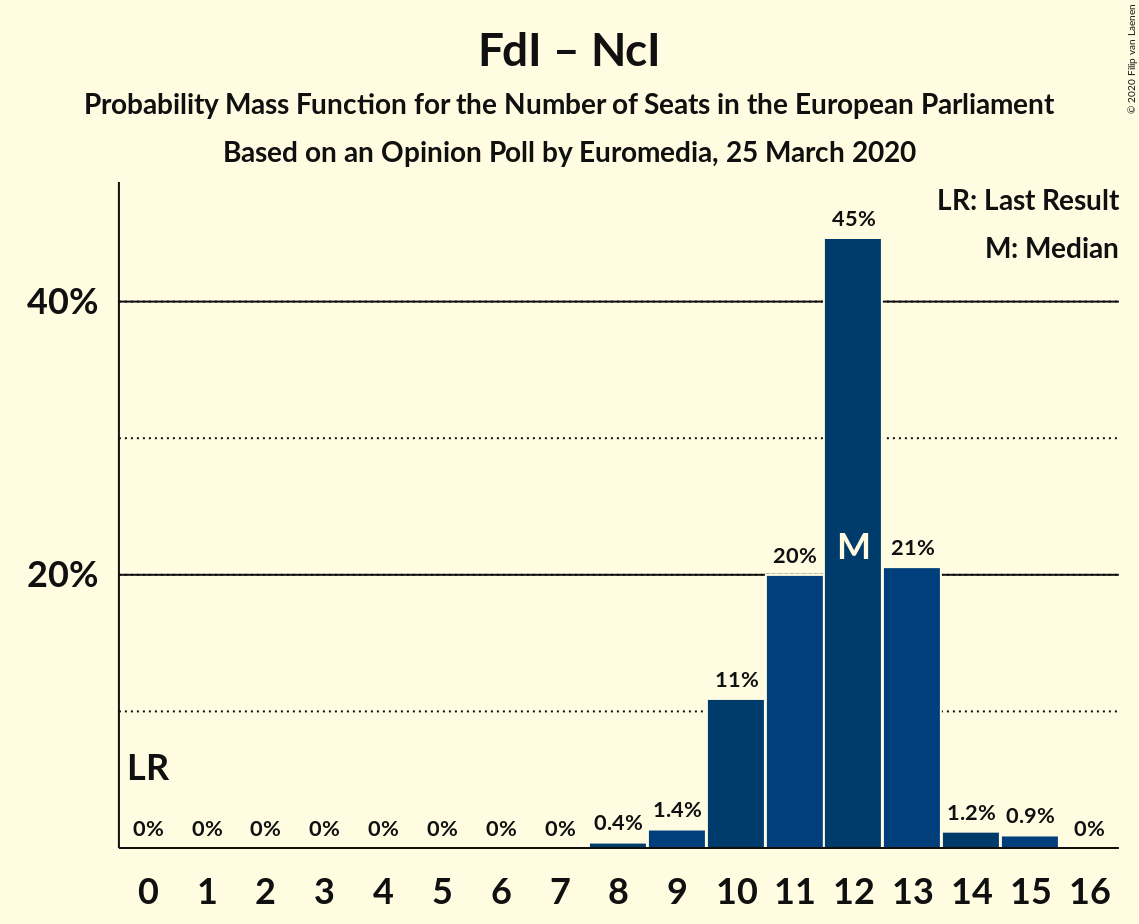 FdI – NcI
Probability Mass Function for the Number of Seats in the European Parliament
Based on an Opinion Poll by Euromedia, 25 March 2020
© 2020 Filip van Laenen
LR: Last Result
M: Median
45%
40%
M
21%
20%
20%
11%
LR
0% 0% 0% 0% 0% 0% 0% 0% 0.4% 1.4% 1.2% 0.9% 0%
0 1 2 3 4 5 6 7 8 9 10 11 12 13 14 15 16